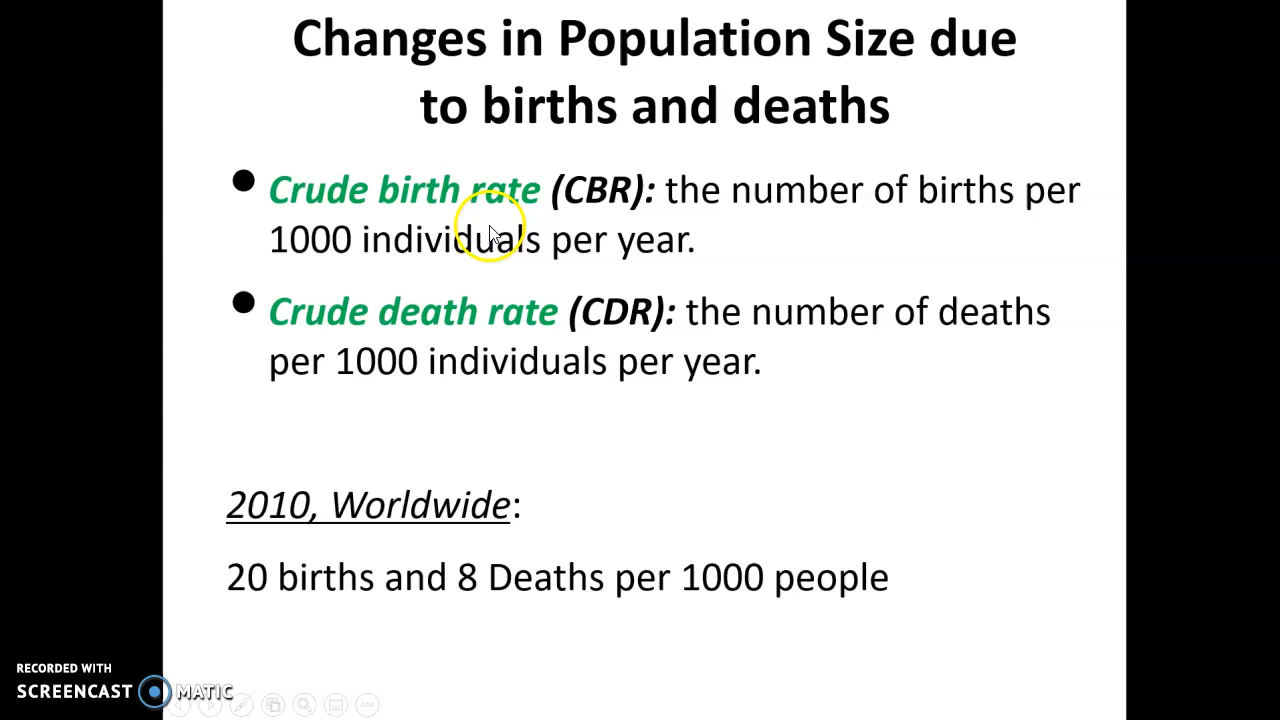 Changes in Population Size due
to births and deaths
• Crude birth rate (CBR): the number of births per
1000 individuals per year.
• Crude death rate (CDR): the number of deaths
per 1000 individuals per year.
2010, Worldwide:
20 births and 8 Deaths per 1000 people
RECORDED WITH
SCREENCAST MATIC